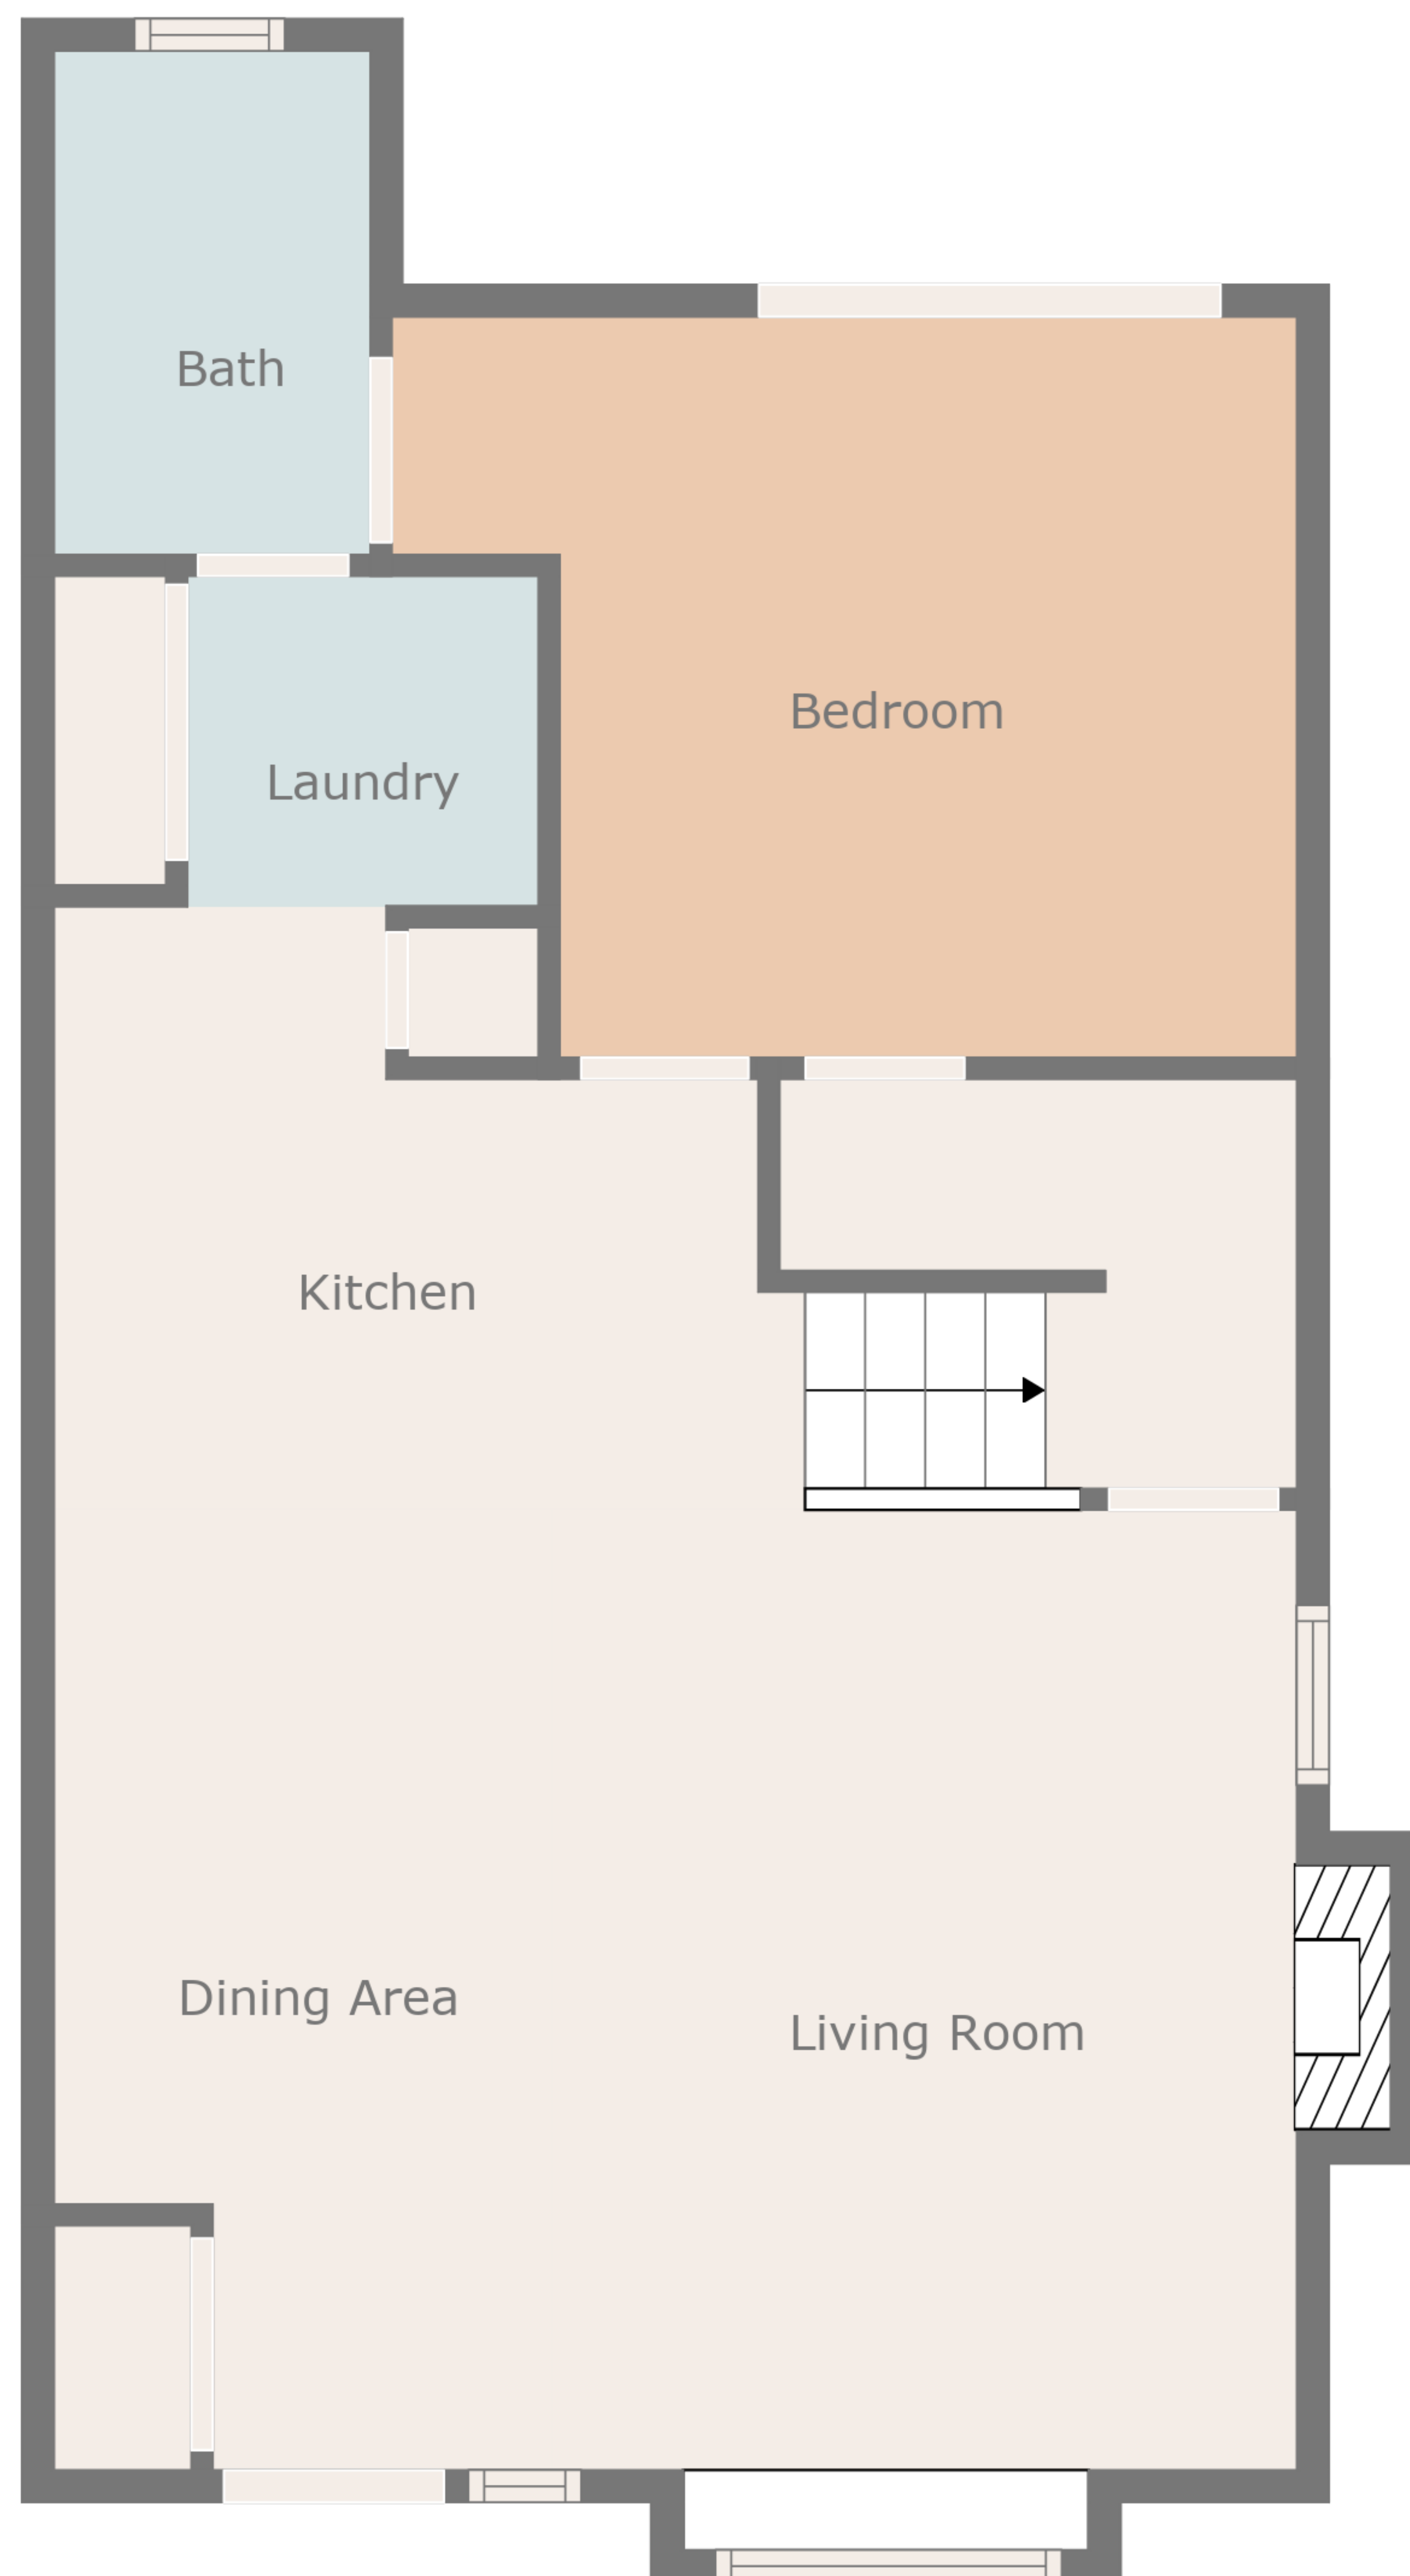 Bath
Bedroom
Laundry
Kitchen
Dining Area
Living Room